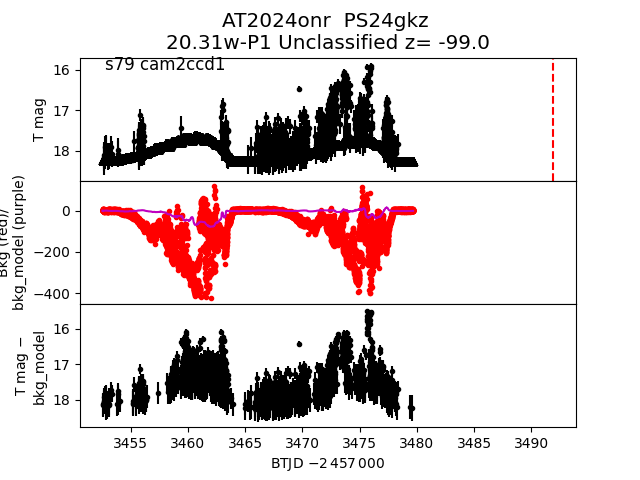 AT2024onr PS24gkz
20.31w-P1 Unclassified z= -99.0
s79 cam2ccd1
T mag
16
17
18
Bkg (red)/
bkg_model (purple)
0
−200
−400
T mag −
bkg_model
16
17
18
3455 3460 3465 3470 3475 3480 3485 3490
BTJD −2 457 000